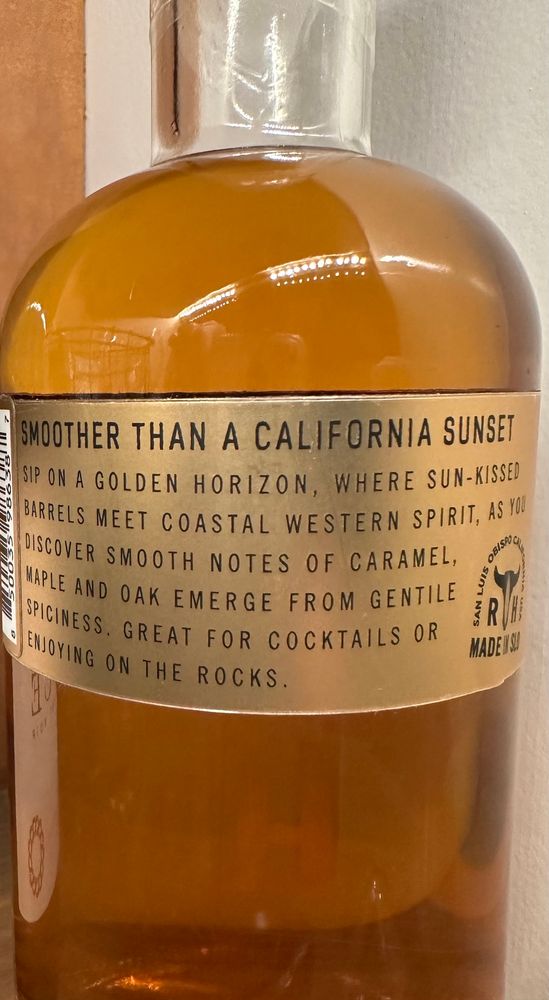 SMOOTHER THAN A CALIFORNIA SUNSET
SIP ON A GOLDEN HORIZON, WHERE SUN-KISSED
BARRELS MEET COASTAL WESTERN SPIRIT, AS YOU
DISCOVER SMOOTH NOTES OF CARAMEL,
MAPLE AND OAK EMERGE FROM GENTILE
SPICINESS. GREAT FOR COCKTAILS OR
ENJOYING ON THE ROCKS.
SAN LUIS OBISPO
R H
MADE IN SLO